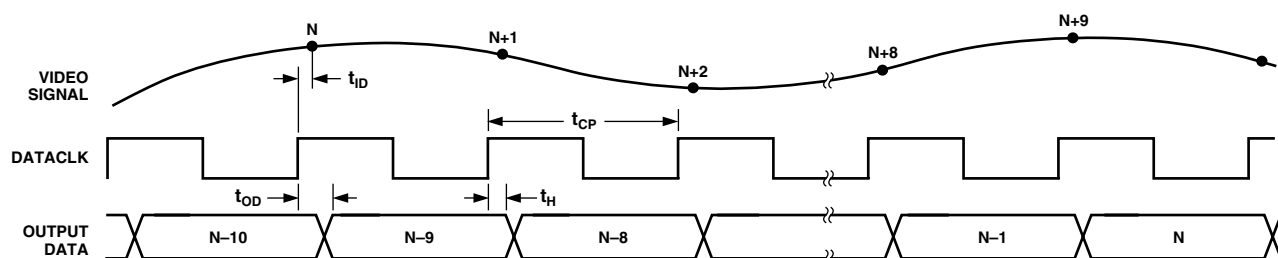 N
N+1
N+2
N+8
N+9
VIDEO
SIGNAL
tID
tCP
DATACLK
tOD
tH
OUTPUT
DATA
N–10
N–9
N–8
N–1
N